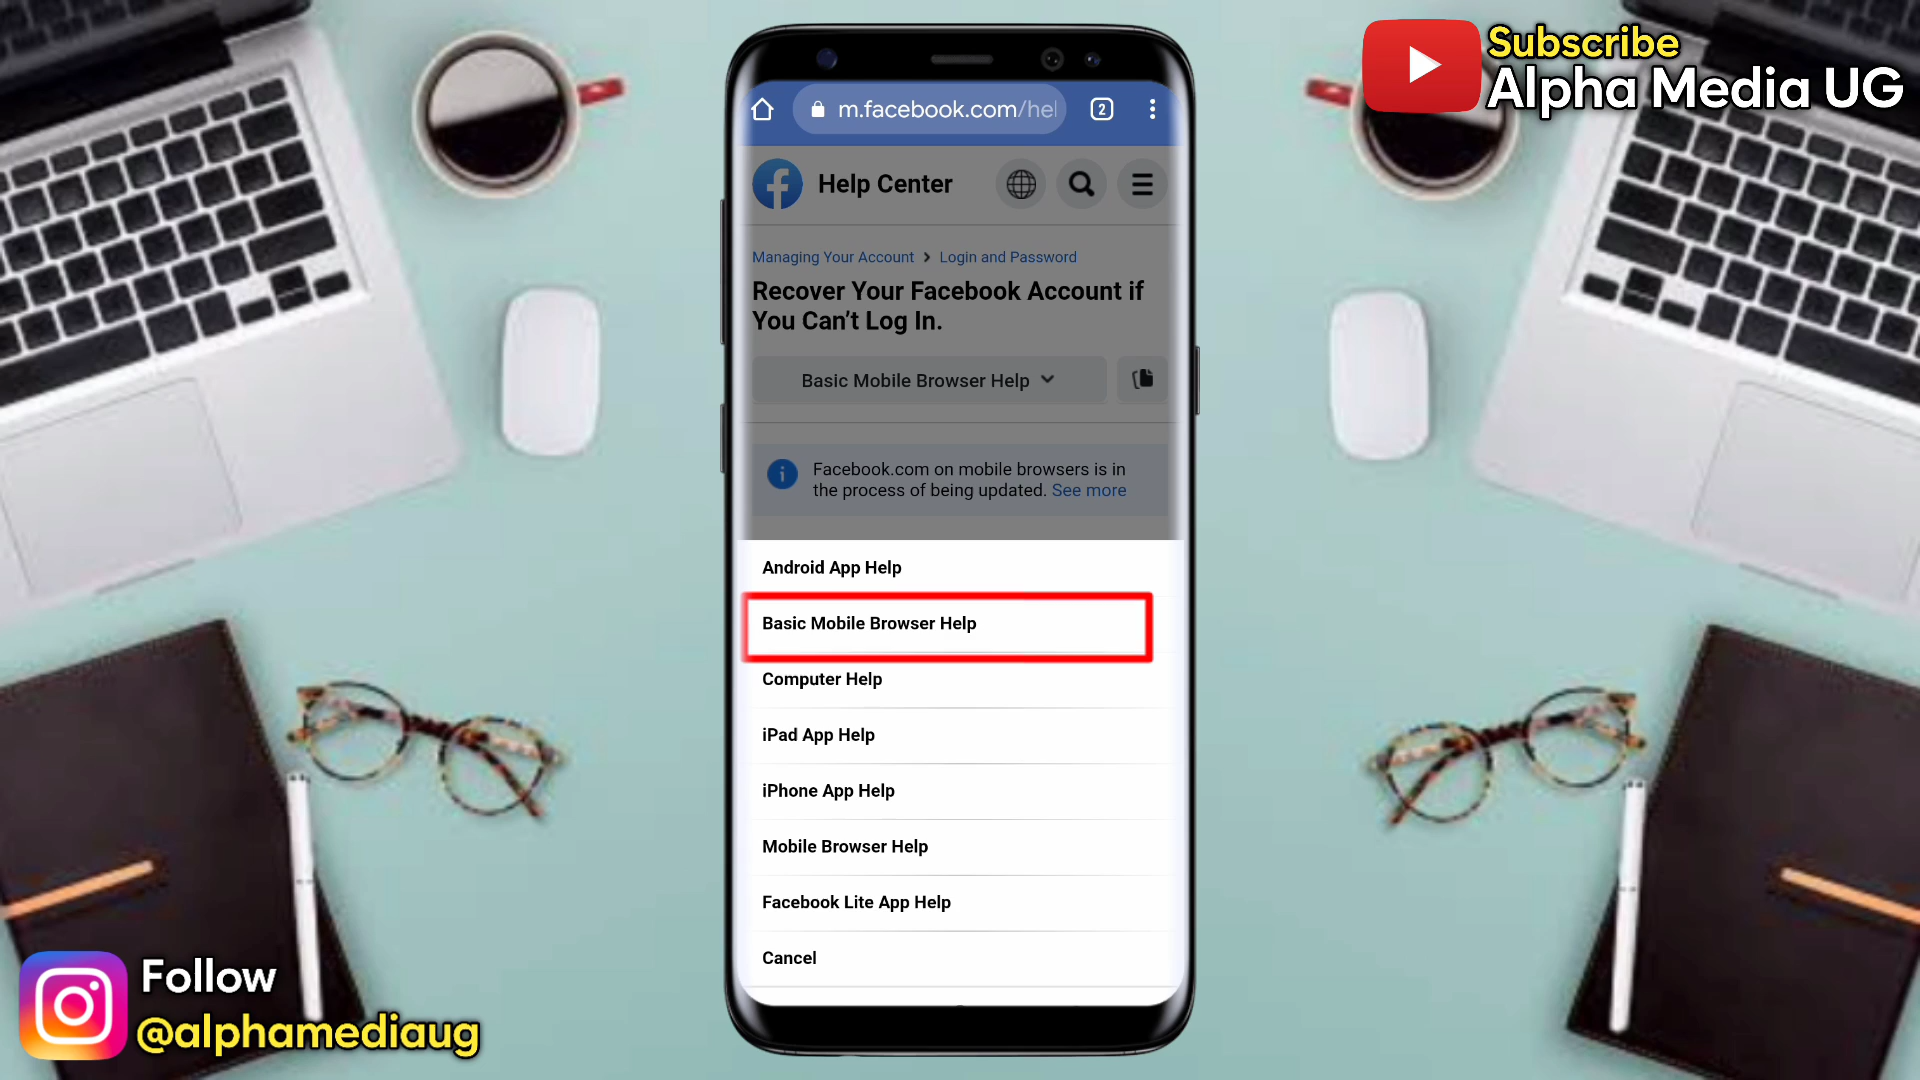 Subscribe
Alpha Media UG
m.facebook.com/hel
2
Help Center
Managing Your Account > Login and Password
Recover Your Facebook Account if
You Can't Log In.
Basic Mobile Browser Help
Facebook.com on mobile browsers is in
the process of being updated. See more
Android App Help
Basic Mobile Browser Help
Computer Help
iPad App Help
iPhone App Help
Mobile Browser Help
Facebook Lite App Help
Cancel
Follow
@alphamediaug